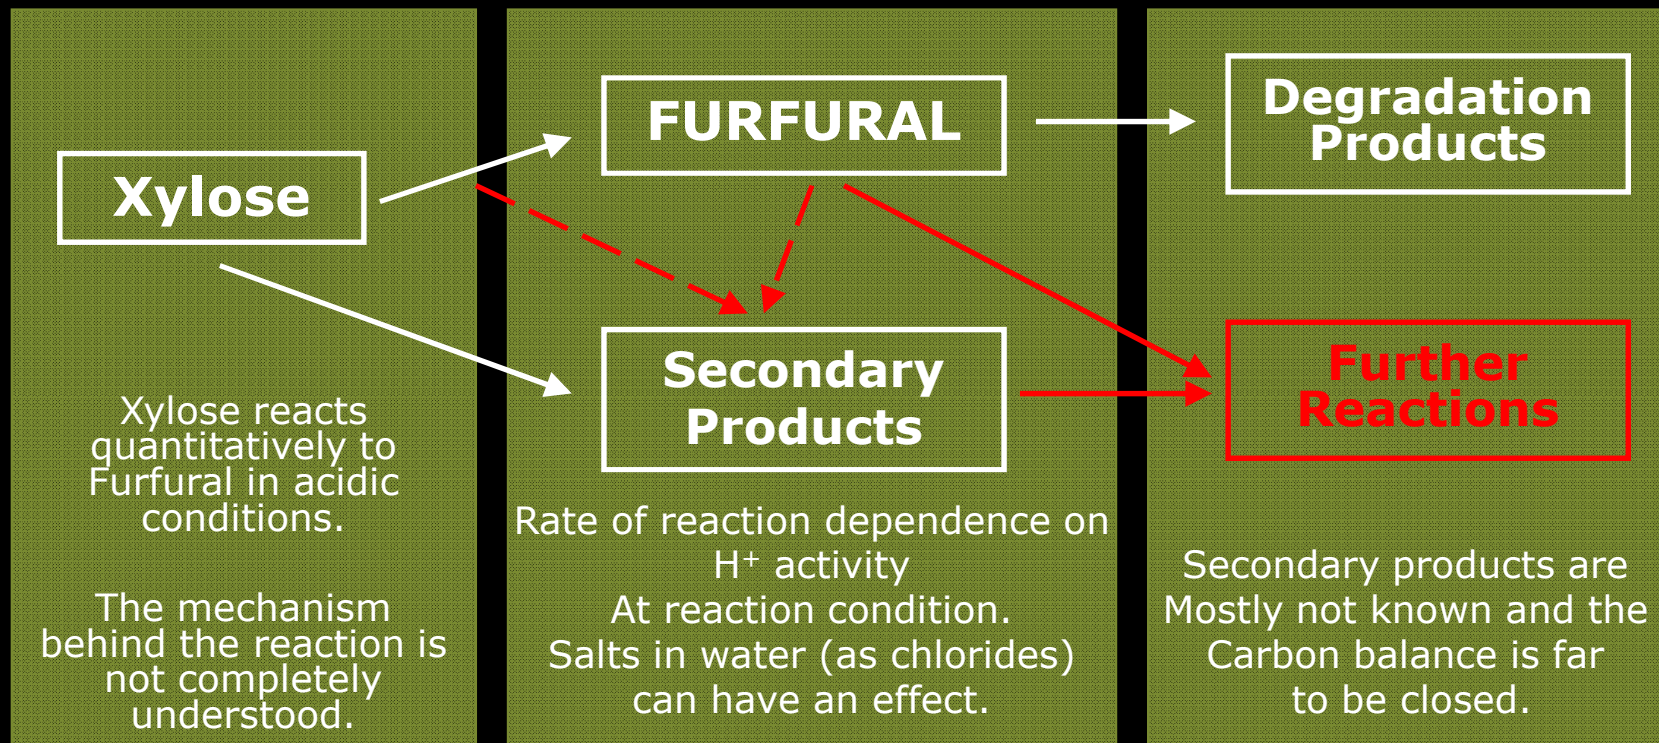 Xylose
Xylose reacts
quantitatively to
Furfural in acidic
conditions.
The mechanism
behind the reaction is
not completely
understood.
FURFURAL
Secondary
Products
Rate of reaction dependence on
H⁺ activity
At reaction condition.
Salts in water (as chlorides)
can have an effect.
Degradation
Products
Further
Reactions
Secondary products are
Mostly not known and the
Carbon balance is far
to be closed.